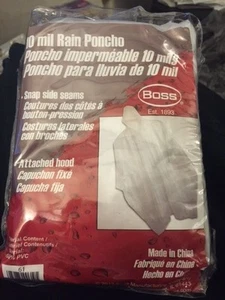 10 mil Rain Poncho
Poncho imperméable 10 mils
Poncho para lluvia de 10 mil
• Snap side seams
Coutures des côtés à
bouton-pression
Costuras laterales
con broches
Boss
Est. 1893
• Attached hood
Capuchon fixé
Capucha fija
Made in China
Fabriqué en Chine
Hecho en
PVC
61